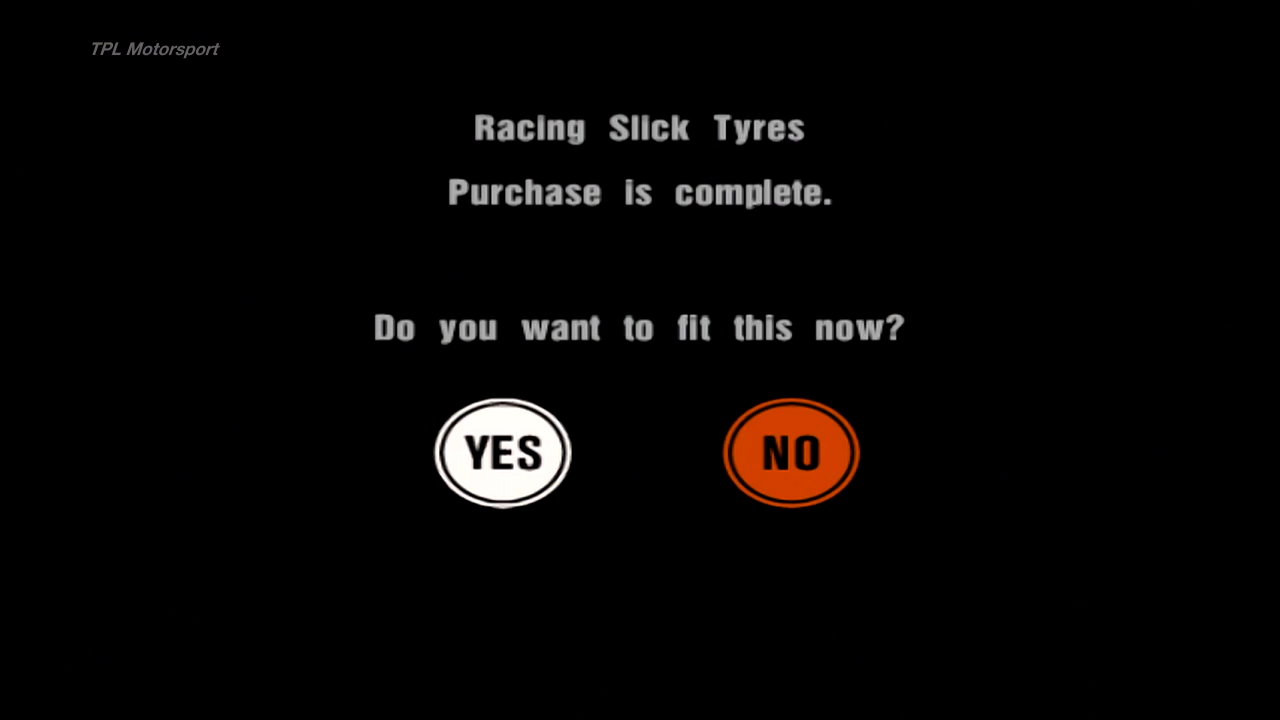 TPL Motorsport
Racing Slick Tyres
Purchase is complete.
Do you want to fit this now?
YES NO